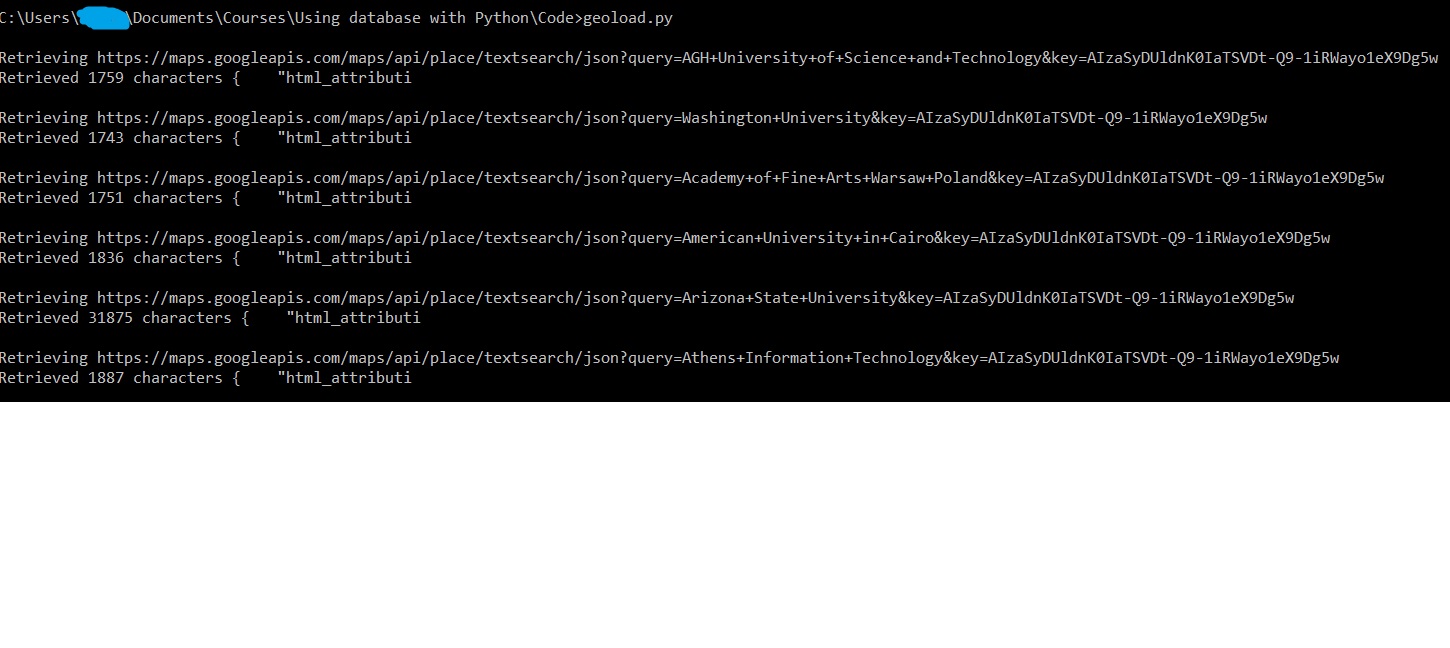 C:\Users\ \Documents\Courses\Using database with Python\Code>geoload.py
Retrieving https://maps.googleapis.com/maps/api/place/textsearch/json?query=AGH+University+of+Science+and+Technology&key=AIzaSyDUldnK0IaTSVDt-Q9-1iRWayo1eX9Dg5w
Retrieved 1759 characters {    "html_attributi
Retrieving https://maps.googleapis.com/maps/api/place/textsearch/json?query=Washington+University&key=AIzaSyDUldnK0IaTSVDt-Q9-1iRWayo1eX9Dg5w
Retrieved 1743 characters {    "html_attributi
Retrieving https://maps.googleapis.com/maps/api/place/textsearch/json?query=Academy+of+Fine+Arts+Warsaw+Poland&key=AIzaSyDUldnK0IaTSVDt-Q9-1iRWayo1eX9Dg5w
Retrieved 1751 characters {    "html_attributi
Retrieving https://maps.googleapis.com/maps/api/place/textsearch/json?query=American+University+in+Cairo&key=AIzaSyDUldnK0IaTSVDt-Q9-1iRWayo1eX9Dg5w
Retrieved 1836 characters {    "html_attributi
Retrieving https://maps.googleapis.com/maps/api/place/textsearch/json?query=Arizona+State+University&key=AIzaSyDUldnK0IaTSVDt-Q9-1iRWayo1eX9Dg5w
Retrieved 31875 characters {    "html_attributi
Retrieving https://maps.googleapis.com/maps/api/place/textsearch/json?query=Athens+Information+Technology&key=AIzaSyDUldnK0IaTSVDt-Q9-1iRWayo1eX9Dg5w
Retrieved 1887 characters {    "html_attributi